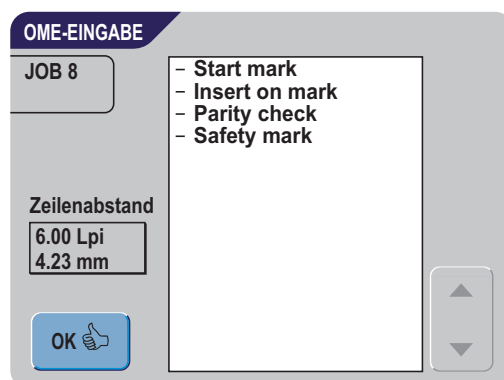 OME-EINGABE
JOB 8
– Start mark
– Insert on mark
– Parity check
– Safety mark
Zeilenabstand
6.00 Lpi
4.23 mm
OK